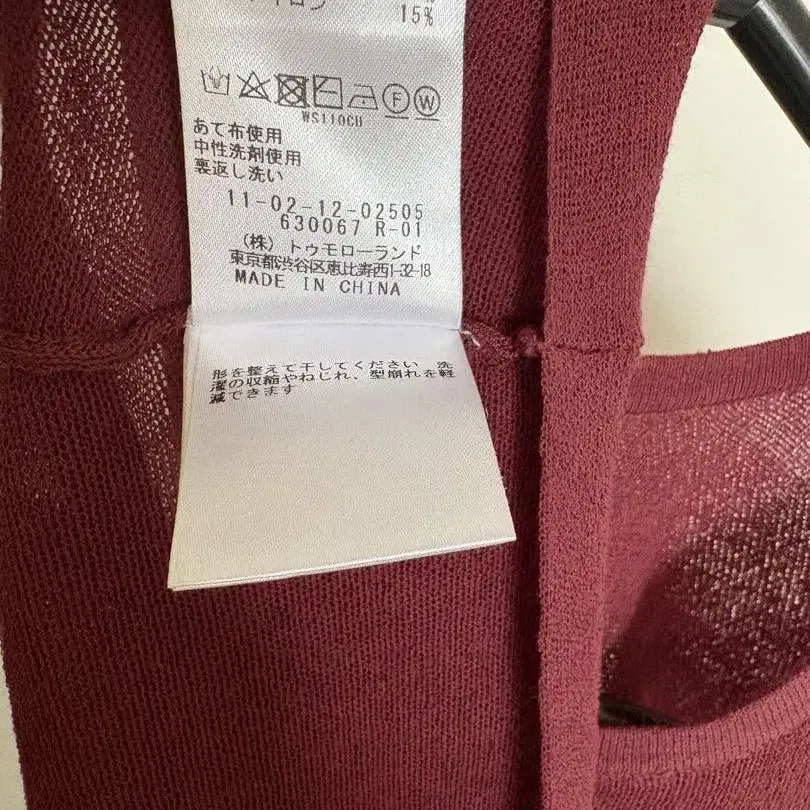 15%
F W
WS110CU
あて布使用
中性洗剤使用
裏返し洗い
11-02-12-02505
630067 R-01
(株) トゥモローランド
東京都渋谷区恵比寿西1-32-18
MADE IN CHINA
形を整えて干してください 洗
濯の収縮やねじれ、型崩れを軽
減できます